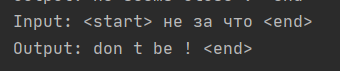 Input: <start> не за что <end>
Output: don t be ! <end>